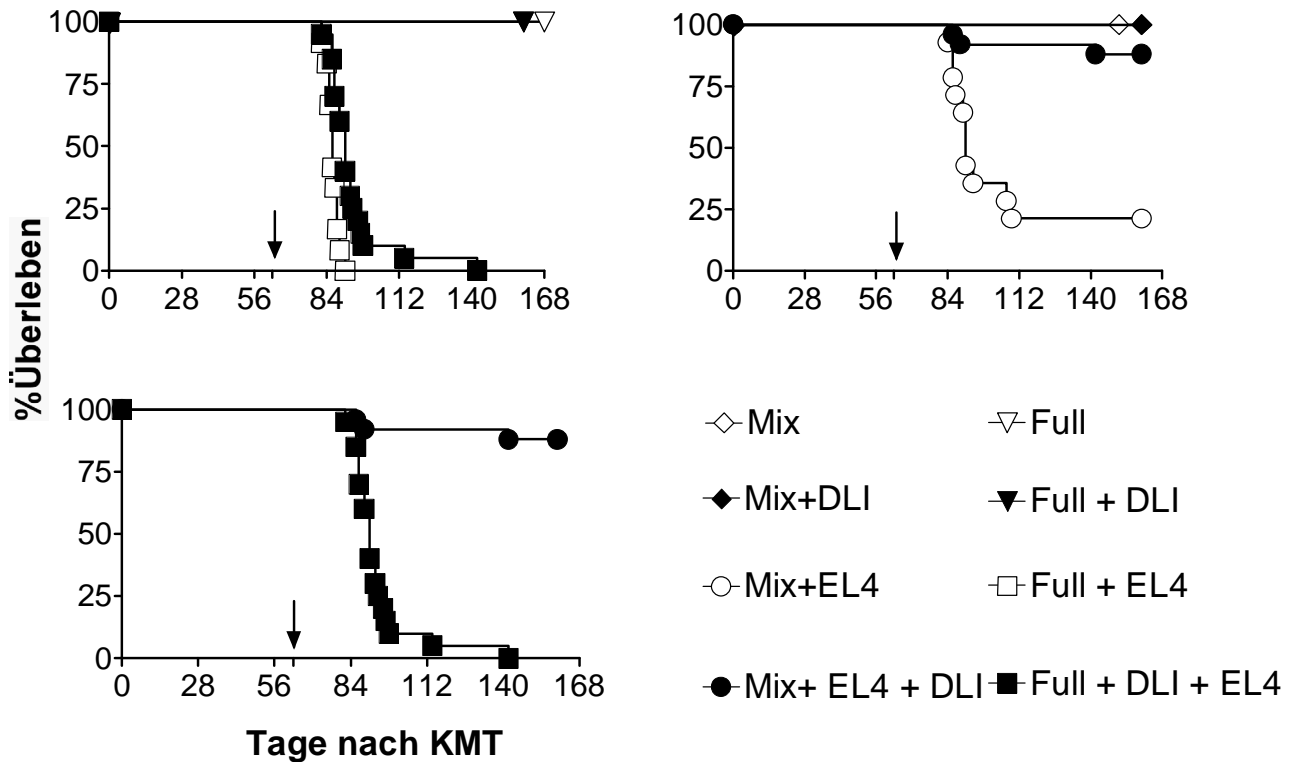 100
75
50
25
0
0 28 56 84 112 140 168
100
75
50
25
0
0 28 56 84 112 140 168
%Überleben
100
75
50
25
0
0 28 56 84 112 140 168
Tage nach KMT
Mix
Full
Mix+DLI
Full + DLI
Mix+EL4
Full + EL4
Mix+ EL4 + DLI
Full + DLI + EL4